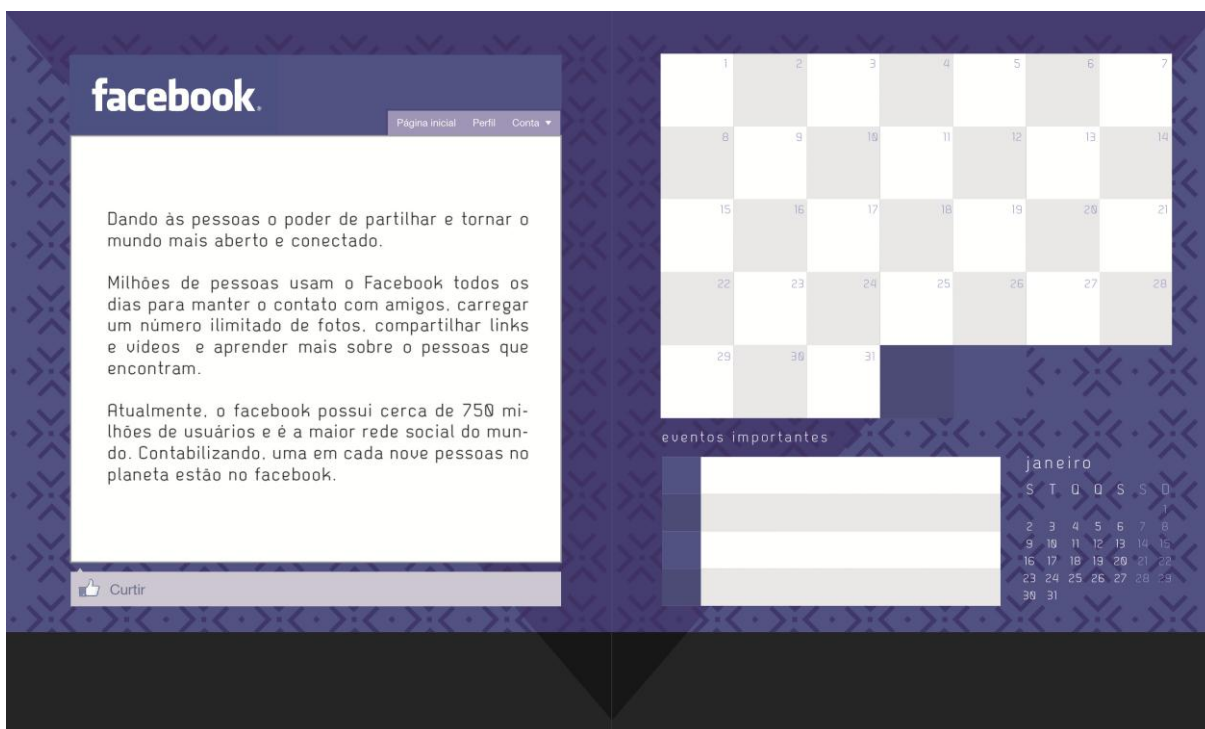 facebook.
Página inicial Perfil Conta
Dando às pessoas o poder de partilhar e tornar o
mundo mais aberto e conectado.
Milhões de pessoas usam o Facebook todos os
dias para manter o contato com amigos, carregar
um número ilimitado de fotos, compartilhar links
e videos e aprender mais sobre o pessoas que
encontram.
Atualmente, o facebook possui cerca de 750 mi-
lhões de usuários e é a maior rede social do mun-
do. Contabilizando, uma em cada nove pessoas no
planeta estão no facebook.
Curtir
1 2 3 4 5 6 7
8 9 10 11 12 13 14
15 16 17 18 19 20 21
22 23 24 25 26 27 28
29 30 31
eventos importantes
janeiro
S T Q Q S S D
1
2 3 4 5 6 7 8
9 10 11 12 13 14 15
16 17 18 19 20 21 22
23 24 25 26 27 28 29
30 31